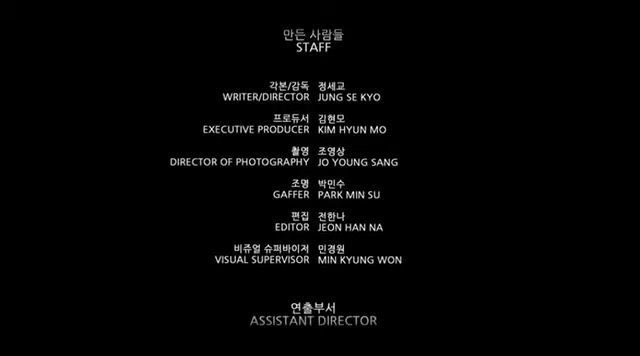 만든 사람들
STAFF
각본/감독 정세교
WRITER/DIRECTOR JUNG SE KYO
프로듀서 김현모
EXECUTIVE PRODUCER KIM HYUN MO
촬영 조영상
DIRECTOR OF PHOTOGRAPHY JO YOUNG SANG
조명 박민수
GAFFER PARK MIN SU
편집 전한나
EDITOR JEON HAN NA
비쥬얼 슈퍼바이저 민경원
VISUAL SUPERVISOR MIN KYUNG WON
연출부서
ASSISTANT DIRECTOR